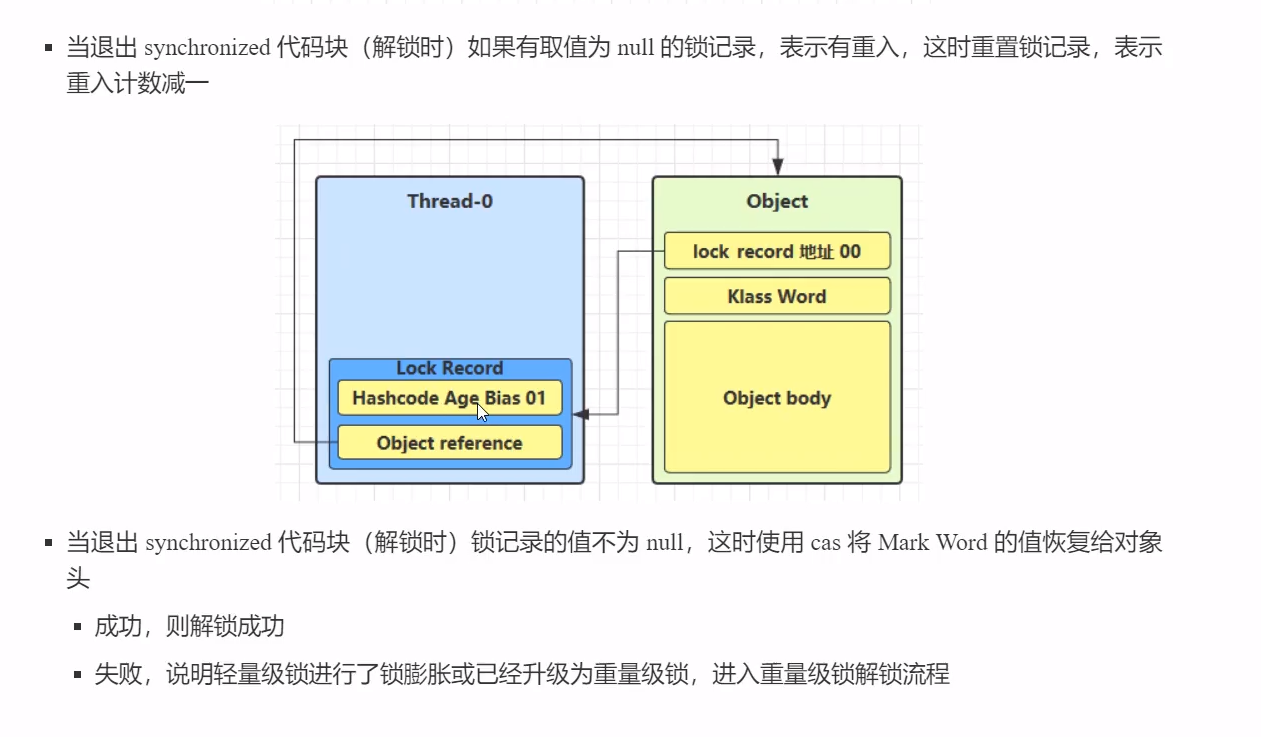 当退出 synchronized 代码块（解锁时）如果有取值为 null 的锁记录，表示有重入，这时重置锁记录，表示
重入计数减一
Thread-0
Object
lock record 地址 00
Klass Word
Lock Record
Hashcode Age Bias 01
Object body
Object reference
当退出 synchronized 代码块（解锁时）锁记录的值不为 null，这时使用 cas 将 Mark Word 的值恢复给对象
头
成功，则解锁成功
失败，说明轻量级锁进行了锁膨胀或已经升级为重量级锁，进入重量级锁解锁流程